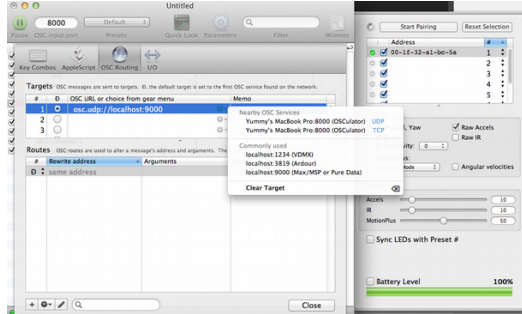 Untitled
8000
Default
Pause OSC input port Presets Quick Look Parameters Filter Wiimote
Start Pairing Reset Selection
Address #
00-1f-32-a1-bc-5a 1
2
3
4
Key Combos AppleScript OSC Routing I/O
Targets OSC messages are sent to targets. Ð, the default target is set to the first OSC service found on the network.
# Ð OSC URL or choice from gear menu Memo
1 osc.udp://localhost:9000
2
3
Nearby OSC Services
Yummy's MacBook Pro:8000 (OSCulator) UDP
Yummy's MacBook Pro:8000 (OSCulator) TCP
Commonly used
localhost:1234 (VDMX)
localhost:3819 (Ardour)
localhost:9000 (Max/MSP or Pure Data)
Clear Target
, Yaw Raw Accels
Raw IR
0
Angular velocities
Routes OSC routes are used to alter a message's address and arguments. The
# Rewrite address Arguments
Ð same address
Accels 10
IR 10
MotionPlus 50
Sync LEDs with Preset #
Battery Level 100%
Close